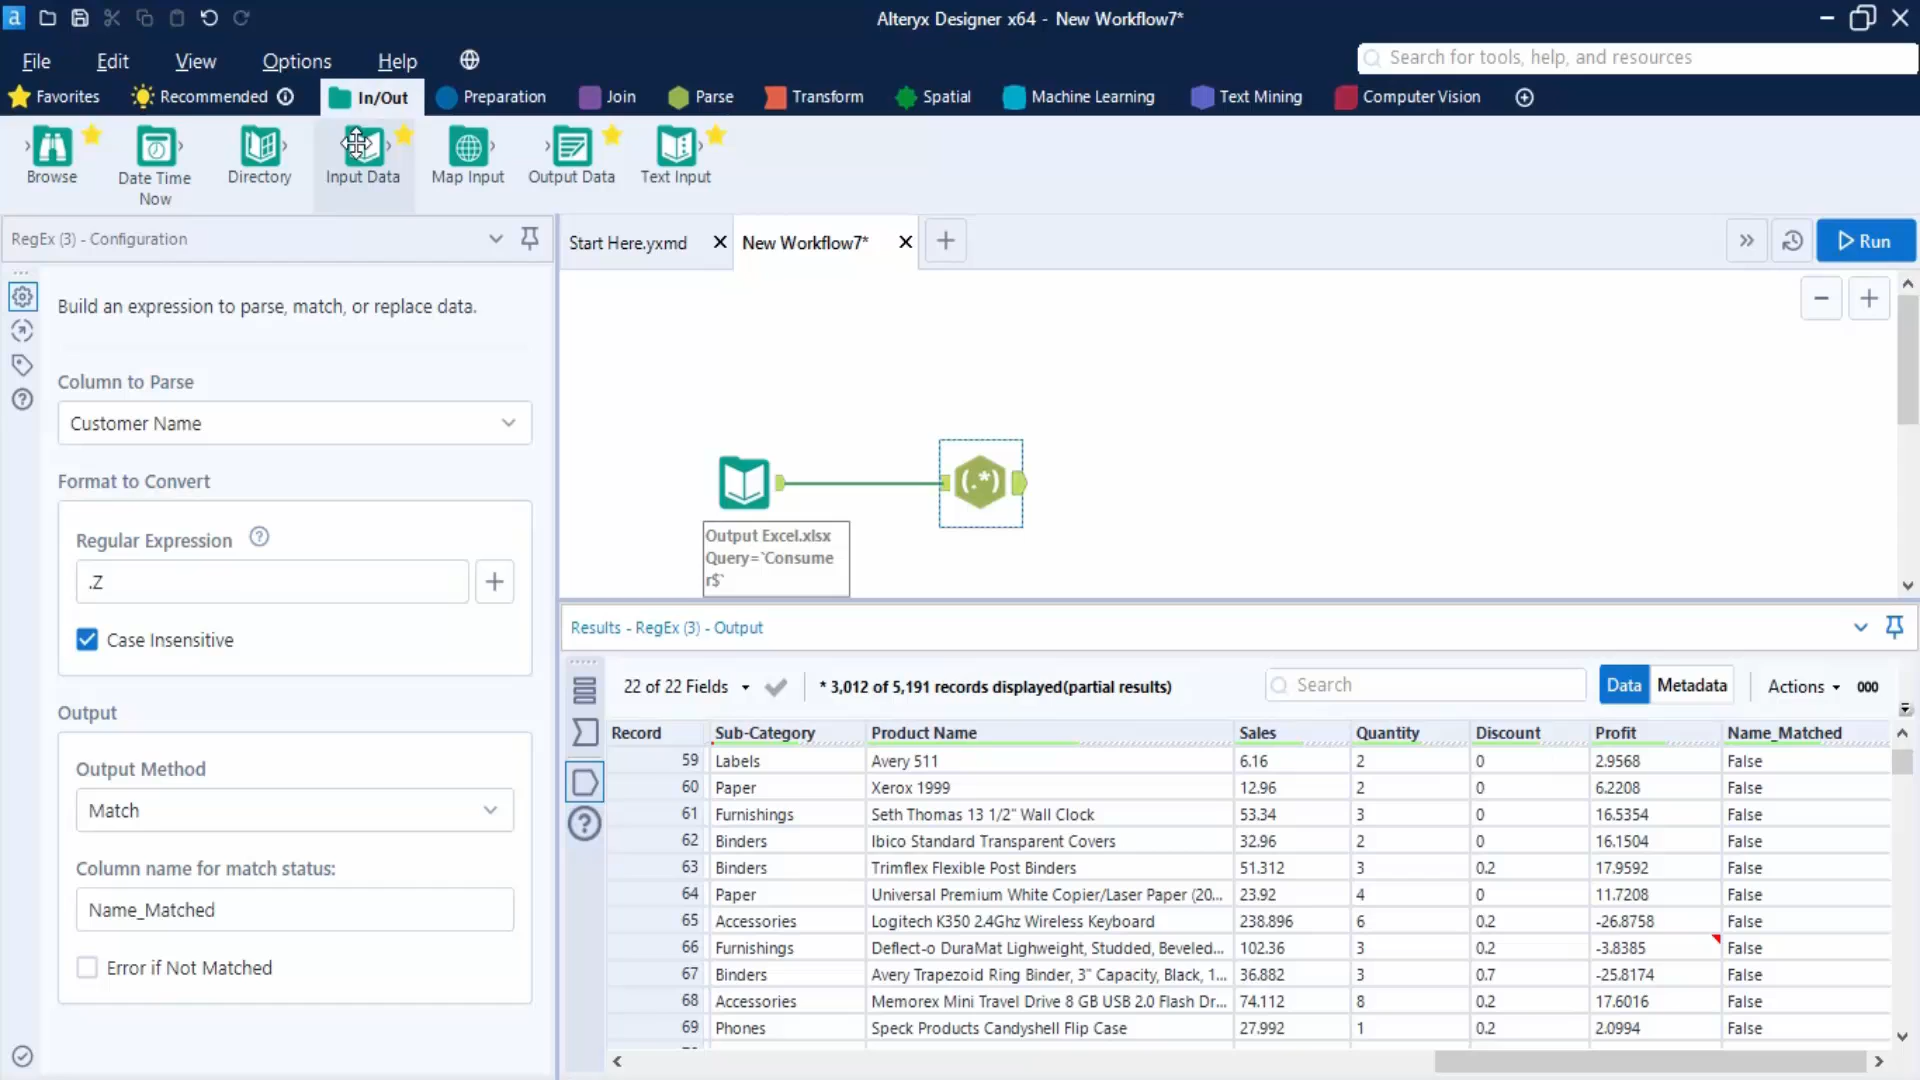 a
Alteryx Designer x64 - New Workflow7*
File Edit View Options Help
Search for tools, help, and resources
Favorites Recommended In/Out Preparation Join Parse Transform Spatial Machine Learning Text Mining Computer Vision
Browse Date Time Now Directory Input Data Map Input Output Data Text Input
RegEx (3) - Configuration
Start Here.yxmd New Workflow7* Run
Build an expression to parse, match, or replace data.
Column to Parse
Customer Name
Format to Convert
Regular Expression
.Z
Case Insensitive
Output
Output Method
Match
Column name for match status:
Name_Matched
Error if Not Matched
(.*)
Output Excel.xlsx
Query=`Consume
r$`
Results - RegEx (3) - Output
22 of 22 Fields * 3,012 of 5,191 records displayed(partial results) Search Data Metadata Actions 000
Record Sub-Category Product Name Sales Quantity Discount Profit Name_Matched
59 Labels Avery 511 6.16 2 0 2.9568 False
60 Paper Xerox 1999 12.96 2 0 6.2208 False
61 Furnishings Seth Thomas 13 1/2" Wall Clock 53.34 3 0 16.5354 False
62 Binders Ibico Standard Transparent Covers 32.96 2 0 16.1504 False
63 Binders Trimflex Flexible Post Binders 51.312 3 0.2 17.9592 False
64 Paper Universal Premium White Copier/Laser Paper (20... 23.92 4 0 11.7208 False
65 Accessories Logitech K350 2.4Ghz Wireless Keyboard 238.896 6 0.2 -26.8758 False
66 Furnishings Deflect-o DuraMat Lighweight, Studded, Beveled... 102.36 3 0.2 -3.8385 False
67 Binders Avery Trapezoid Ring Binder, 3" Capacity, Black, 1... 36.882 3 0.7 -25.8174 False
68 Accessories Memorex Mini Travel Drive 8 GB USB 2.0 Flash Dr... 74.112 8 0.2 17.6016 False
69 Phones Speck Products Candyshell Flip Case 27.992 1 0.2 2.0994 False